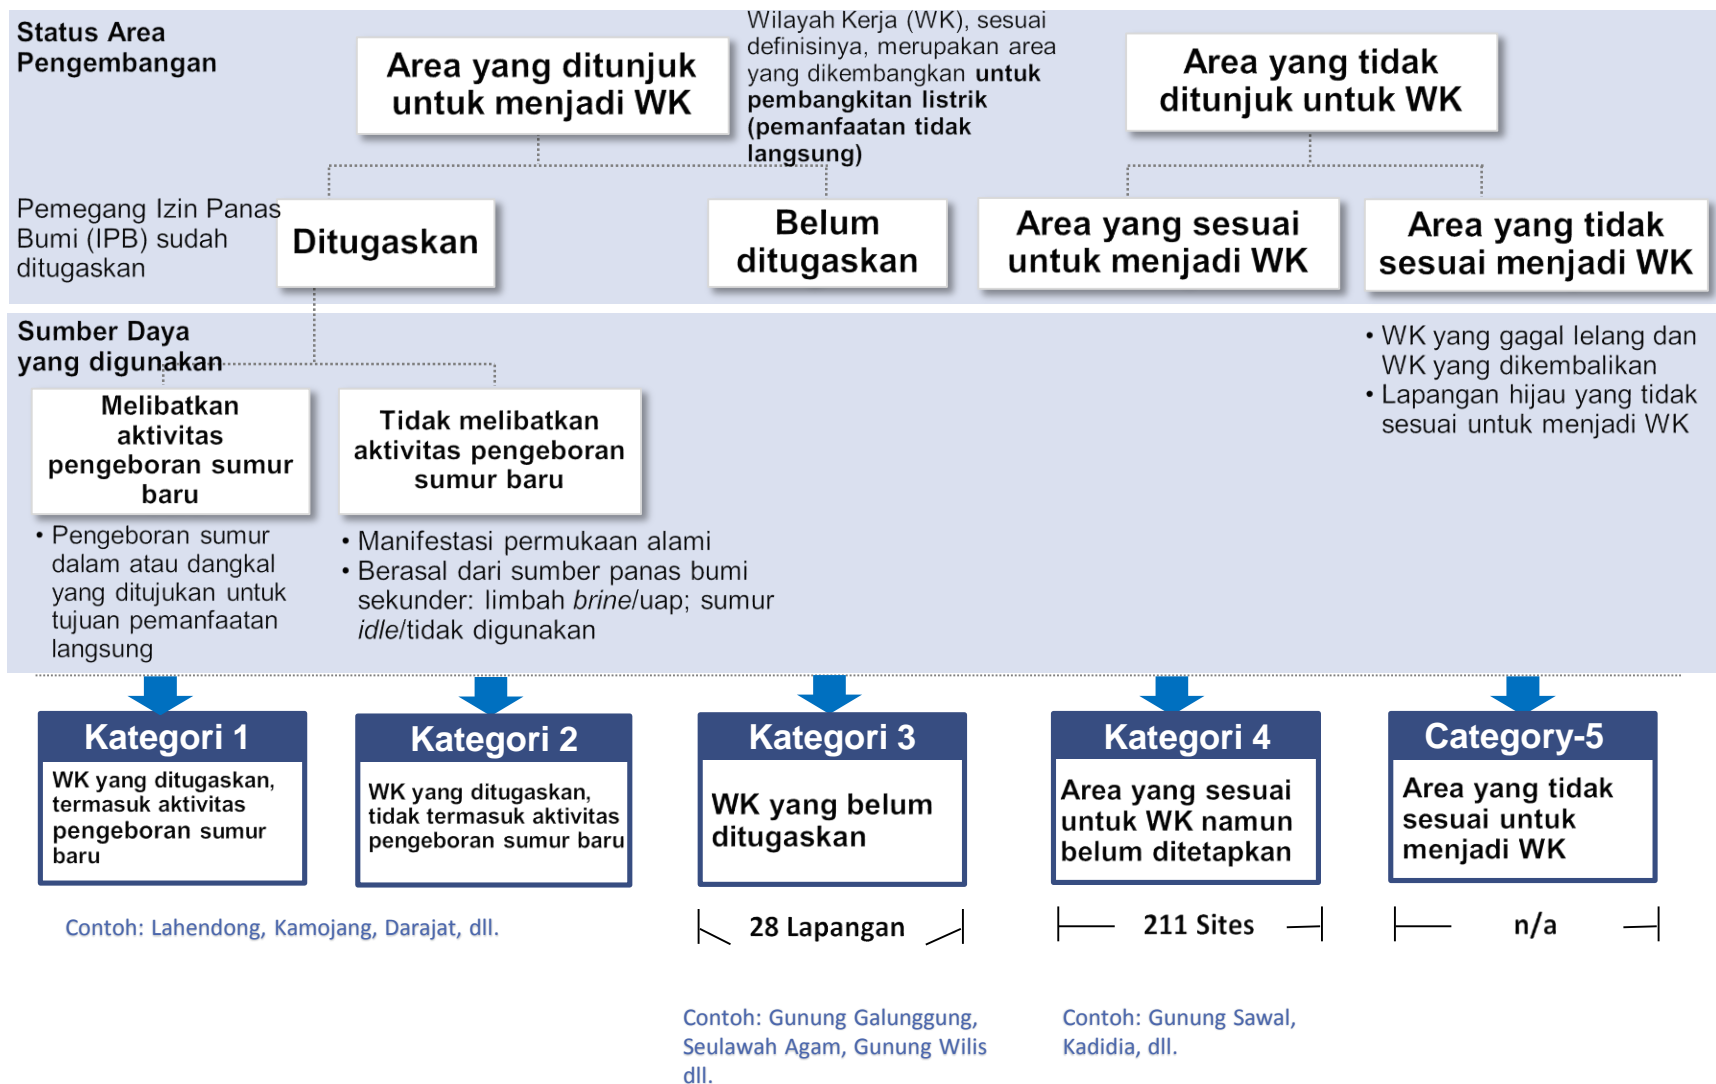 Status Area
Pengembangan
Area yang ditunjuk
untuk menjadi WK
Wilayah Kerja (WK), sesuai
definisinya, merupakan area
yang dikembangkan untuk
pembangkitan listrik
(pemanfaatan tidak
langsung)
Area yang tidak
ditunjuk untuk WK
Pemegang Izin Panas
Bumi (IPB) sudah
ditugaskan
Ditugaskan
Belum
ditugaskan
Area yang sesuai
untuk menjadi WK
Area yang tidak
sesuai menjadi WK
Sumber Daya
yang digunakan
• WK yang gagal lelang dan
WK yang dikembalikan
• Lapangan hijau yang tidak
sesuai untuk menjadi WK
Melibatkan
aktivitas
pengeboran sumur
baru
Tidak melibatkan
aktivitas pengeboran
sumur baru
• Pengeboran sumur
dalam atau dangkal
yang ditujukan untuk
tujuan pemanfaatan
langsung
• Manifestasi permukaan alami
• Berasal dari sumber panas bumi
sekunder: limbah brine/uap; sumur
idle/tidak digunakan
Kategori 1
WK yang ditugaskan,
termasuk aktivitas
pengeboran sumur
baru
Kategori 2
WK yang ditugaskan,
tidak termasuk aktivitas
pengeboran sumur baru
Kategori 3
WK yang belum
ditugaskan
Kategori 4
Area yang sesuai
untuk WK namun
belum ditetapkan
Category-5
Area yang tidak
sesuai untuk
menjadi WK
Contoh: Lahendong, Kamojang, Darajat, dll.
28 Lapangan
211 Sites
n/a
Contoh: Gunung Galunggung,
Seulawah Agam, Gunung Wilis
dll.
Contoh: Gunung Sawal,
Kadidia, dll.